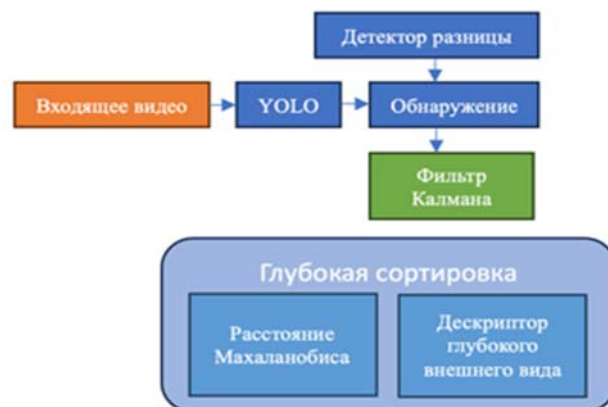 Детектор разницы
Входящее видео
YOLO
Обнаружение
Фильтр
Калмана
Глубокая сортировка
Расстояние
Махаланобиса
Дескриптор
глубокого
внешнего вида